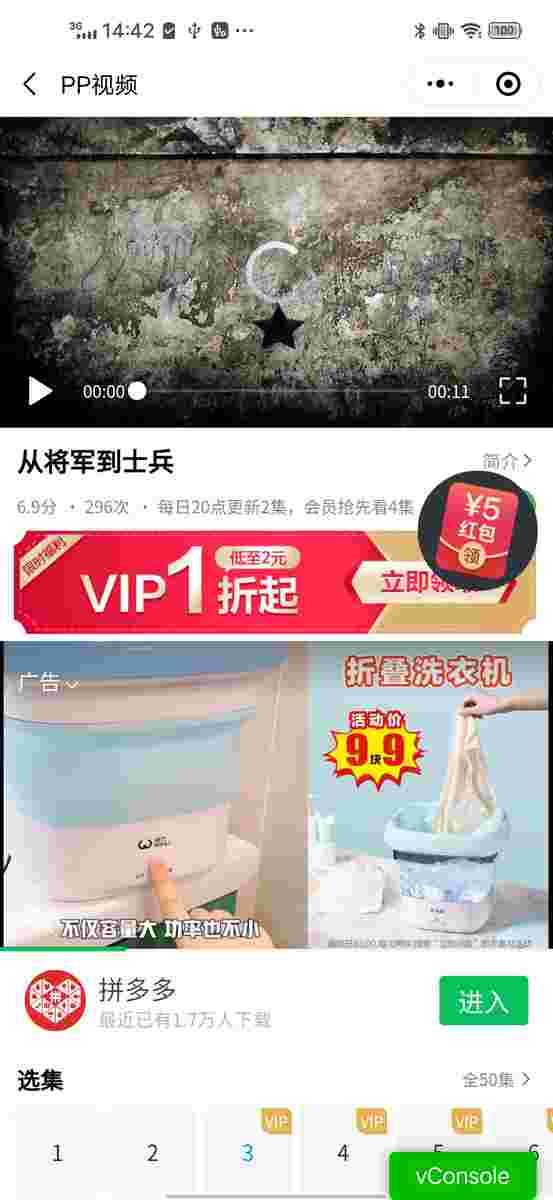 3G 14:42 100
PP视频
00:00 00:11
从将军到士兵
简介
6.9分 · 296次 · 每日20点更新2集，会员抢先看4集
¥5
红包
领
限时福利
VIP1折起
低至2元
立即领
广告
折叠洗衣机
活动价
9块9
不仅容量大 功率也不小
拼多多
最近已有1.7万人下载
进入
选集
全50集
VIP VIP VIP
1 2 3 4 5 6
vConsole